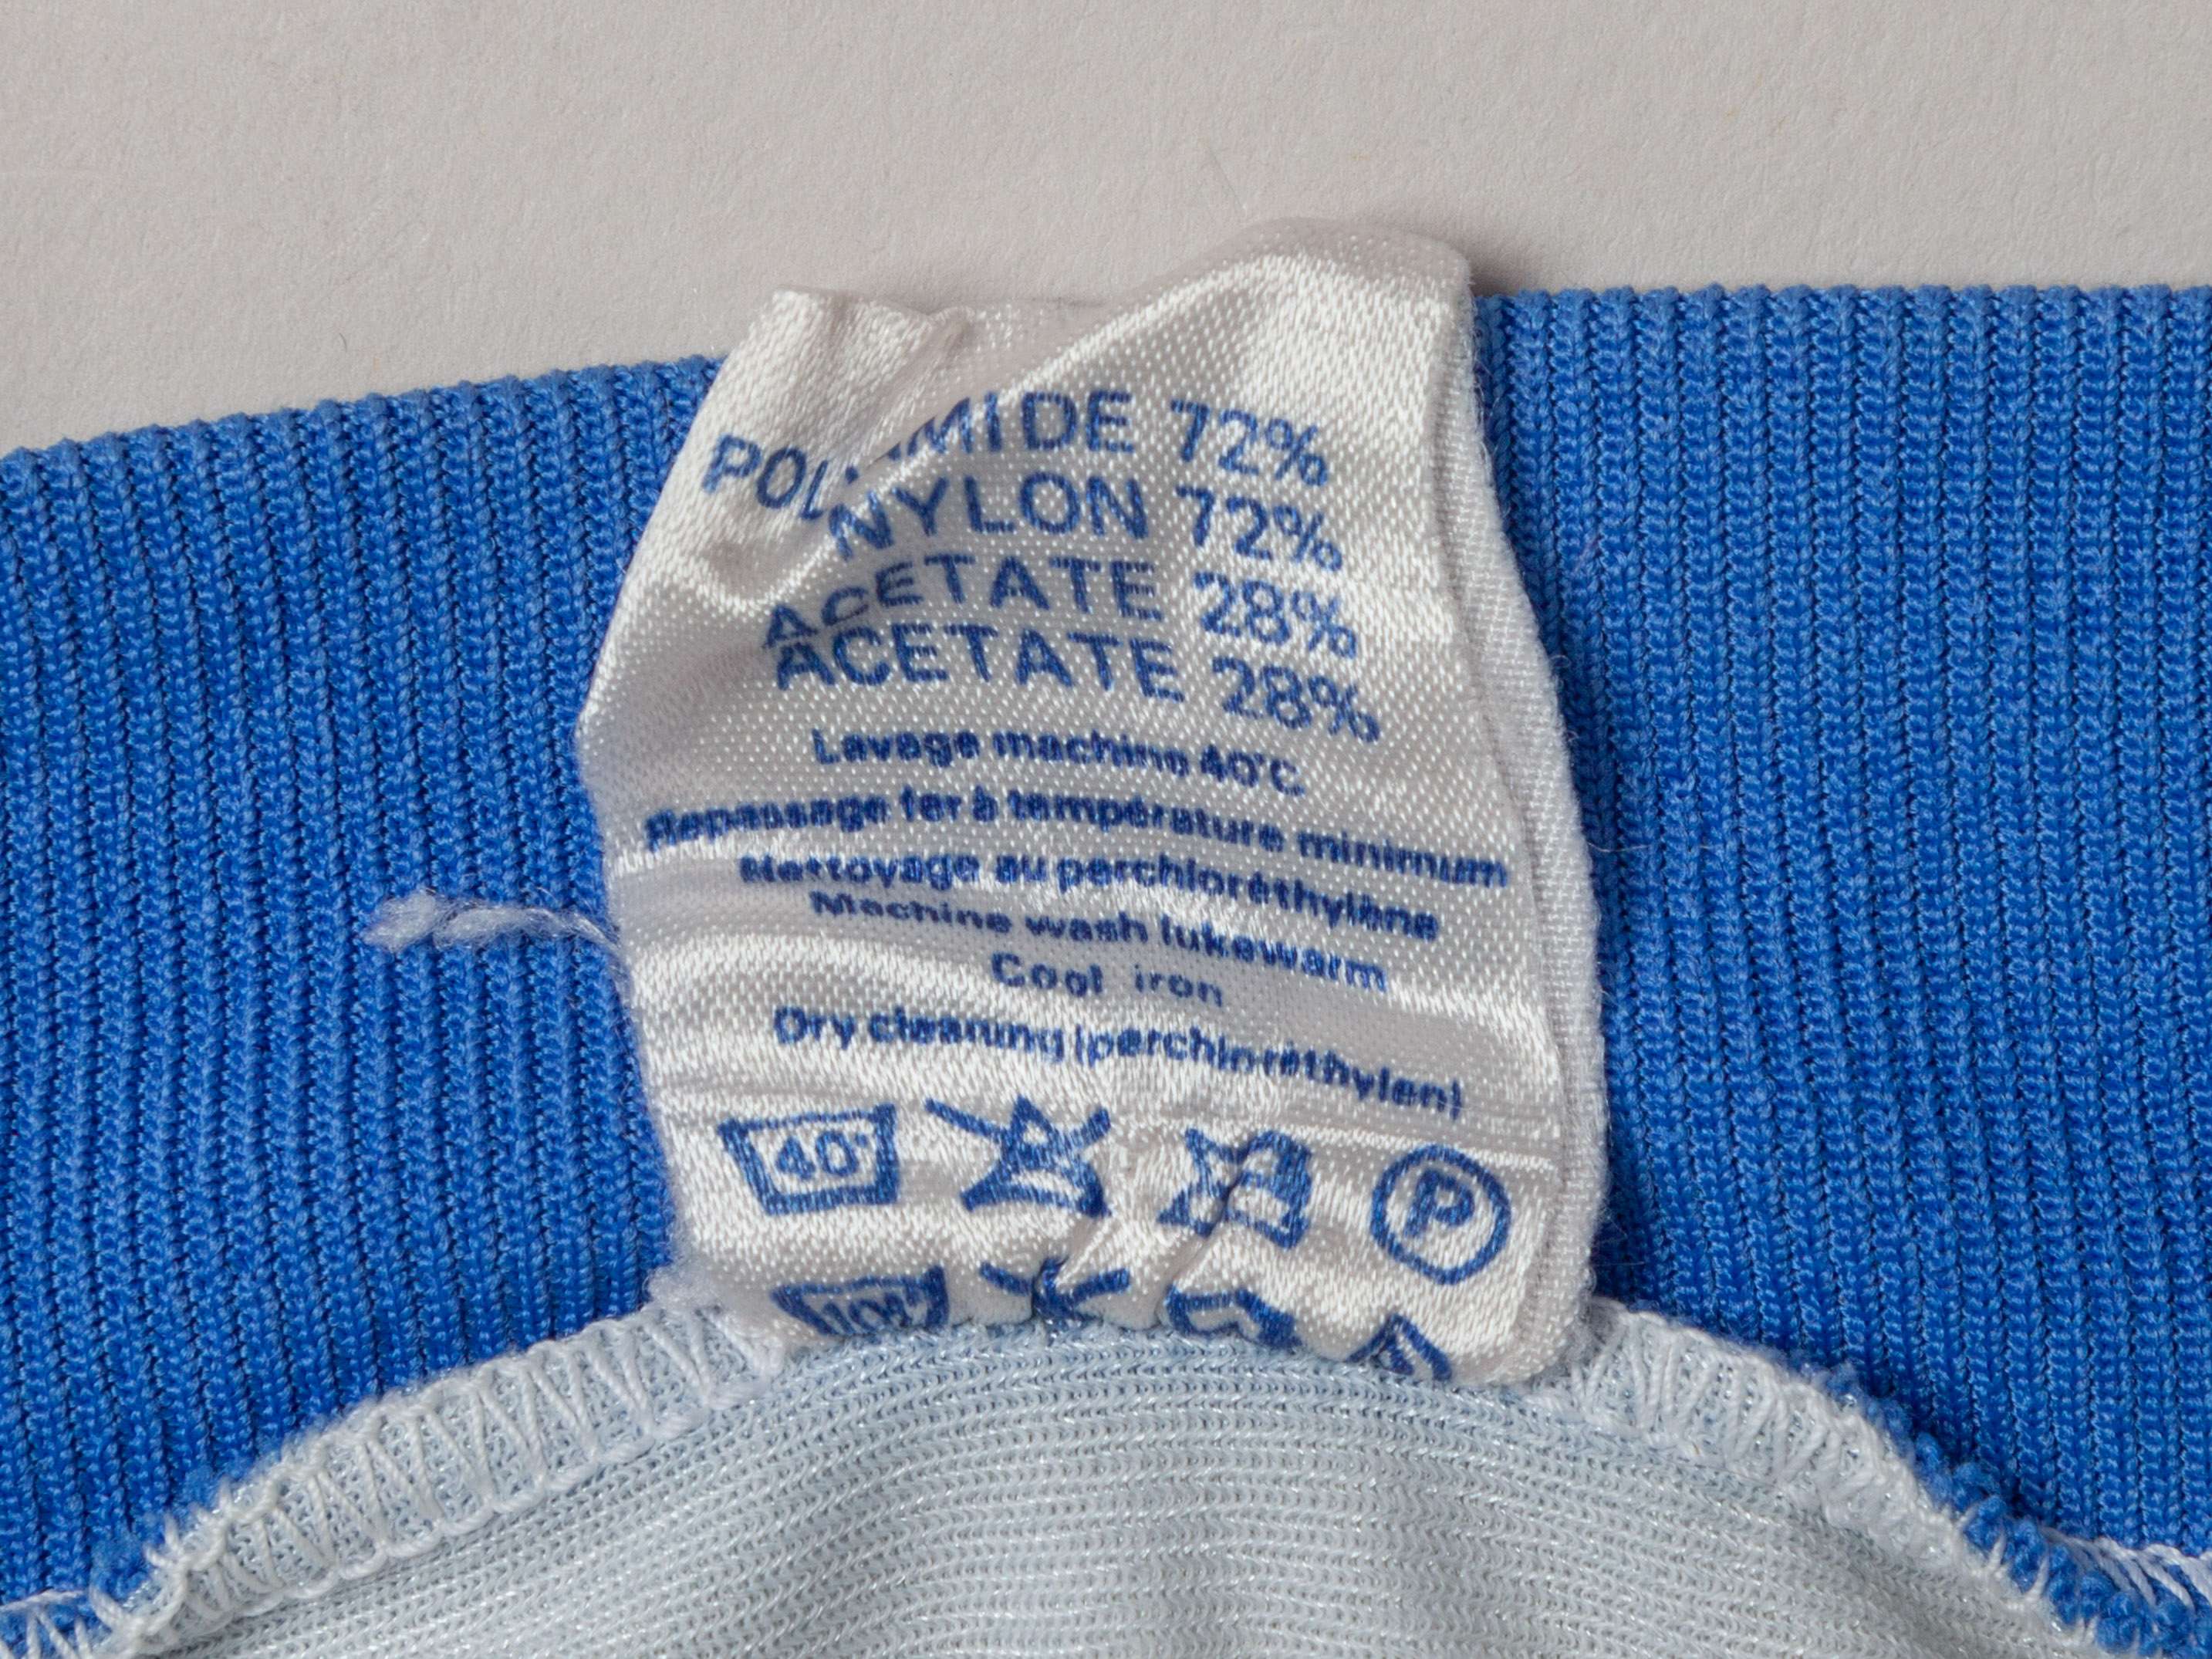 POLYAMIDE 72%
NYLON 72%
ACETATE 28%
ACETATE 28%
Lavage machine 40°C
Repassage fer à température minimum
Nettoyage au perchloréthylène
Machine wash lukewarm
Cool iron
Dry cleaning (perchloréthylen)
40° P